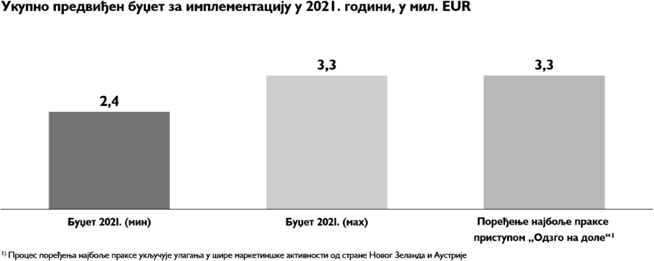 Укупно предвиђен буџет за имплементацију у 2021. години, у мил. EUR
2,4
3,3
3,3
Буџет 2021. (мин)
Буџет 2021. (мах)
Поређење најбоље праксе
приступом „Одзго на доле“¹
¹⁾ Процес поређења најбоље праксе укључује улагања у шире маркетиншке активности од стране Новог Зеланда и Аустрије